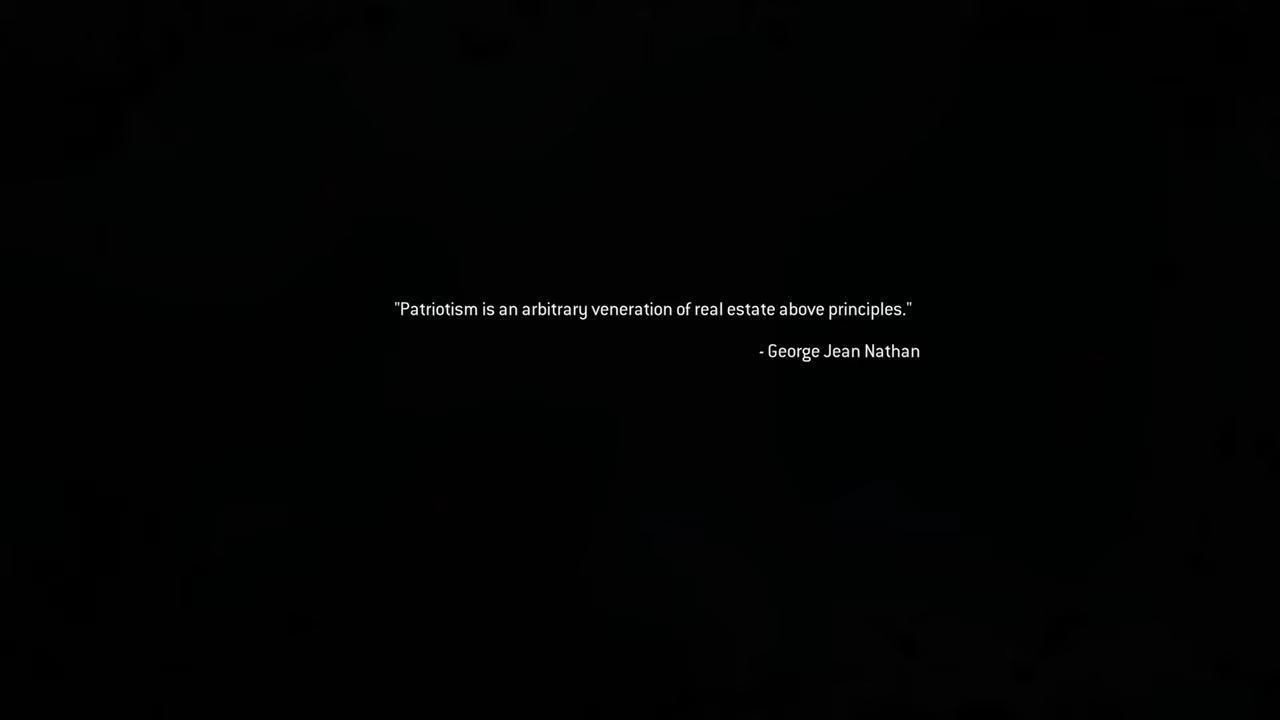 "Patriotism is an arbitrary veneration of real estate above principles."
- George Jean Nathan